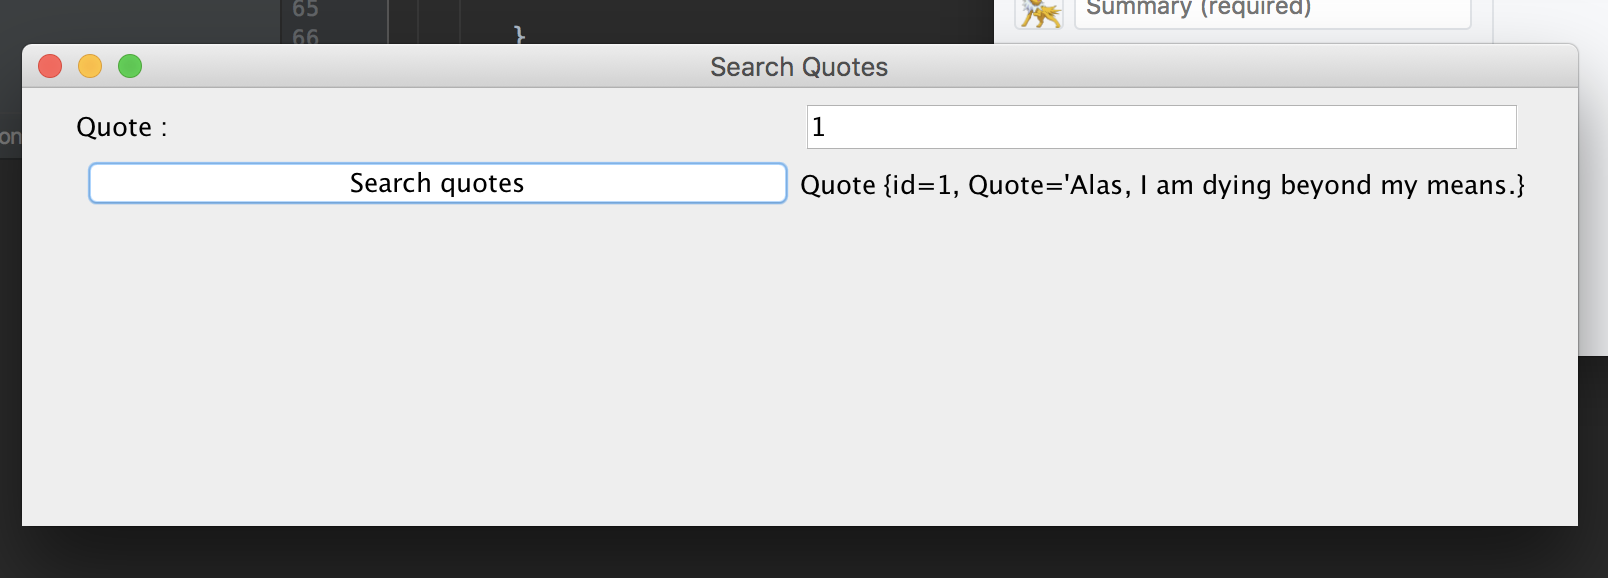 65
Summary (required)
66
}
Search Quotes
on
Quote :
1
Search quotes
Quote {id=1, Quote='Alas, I am dying beyond my means.}